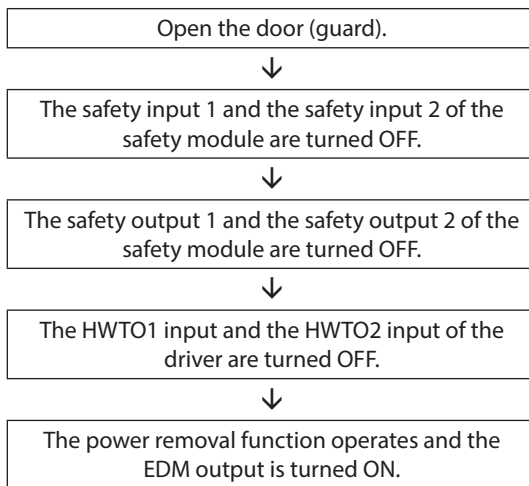 Open the door (guard).
The safety input 1 and the safety input 2 of the
safety module are turned OFF.
The safety output 1 and the safety output 2 of the
safety module are turned OFF.
The HWTO1 input and the HWTO2 input of the
driver are turned OFF.
The power removal function operates and the
EDM output is turned ON.